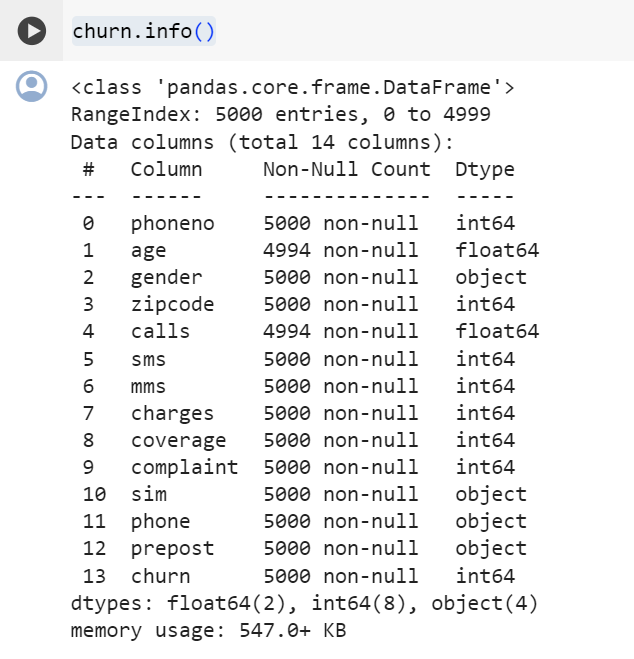 churn.info()
<class 'pandas.core.frame.DataFrame'>
RangeIndex: 5000 entries, 0 to 4999
Data columns (total 14 columns):
 #   Column     Non-Null Count  Dtype
---  ------     --------------  -----
 0   phoneno    5000 non-null   int64
 1   age        4994 non-null   float64
 2   gender     5000 non-null   object
 3   zipcode    5000 non-null   int64
 4   calls      4994 non-null   float64
 5   sms        5000 non-null   int64
 6   mms        5000 non-null   int64
 7   charges    5000 non-null   int64
 8   coverage   5000 non-null   int64
 9   complaint  5000 non-null   int64
 10  sim        5000 non-null   object
 11  phone      5000 non-null   object
 12  prepost    5000 non-null   object
 13  churn      5000 non-null   int64
dtypes: float64(2), int64(8), object(4)
memory usage: 547.0+ KB